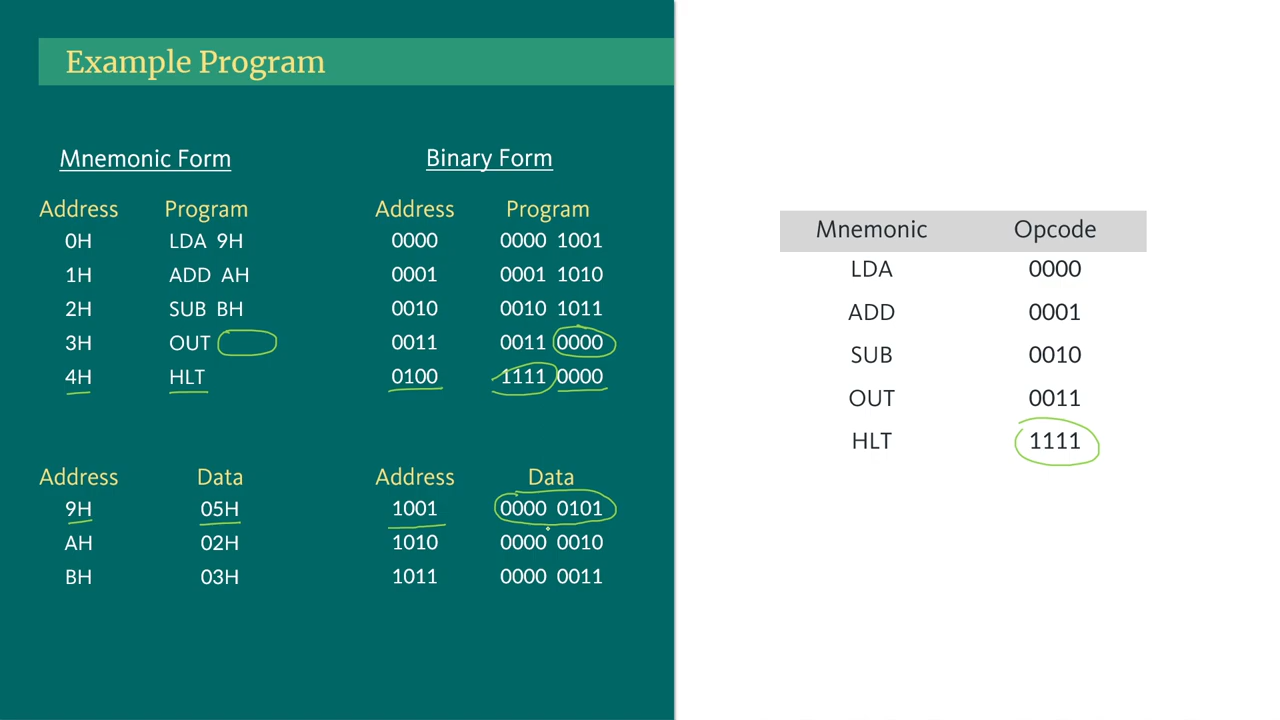 Example Program
Mnemonic Form
Address Program
0H LDA 9H
1H ADD AH
2H SUB BH
3H OUT
4H HLT
Address Data
9H 05H
AH 02H
BH 03H
Binary Form
Address Program
0000 0000 1001
0001 0001 1010
0010 0010 1011
0011 0011 0000
0100 1111 0000
Address Data
1001 0000 0101
1010 0000 0010
1011 0000 0011
Mnemonic Opcode
LDA 0000
ADD 0001
SUB 0010
OUT 0011
HLT 1111